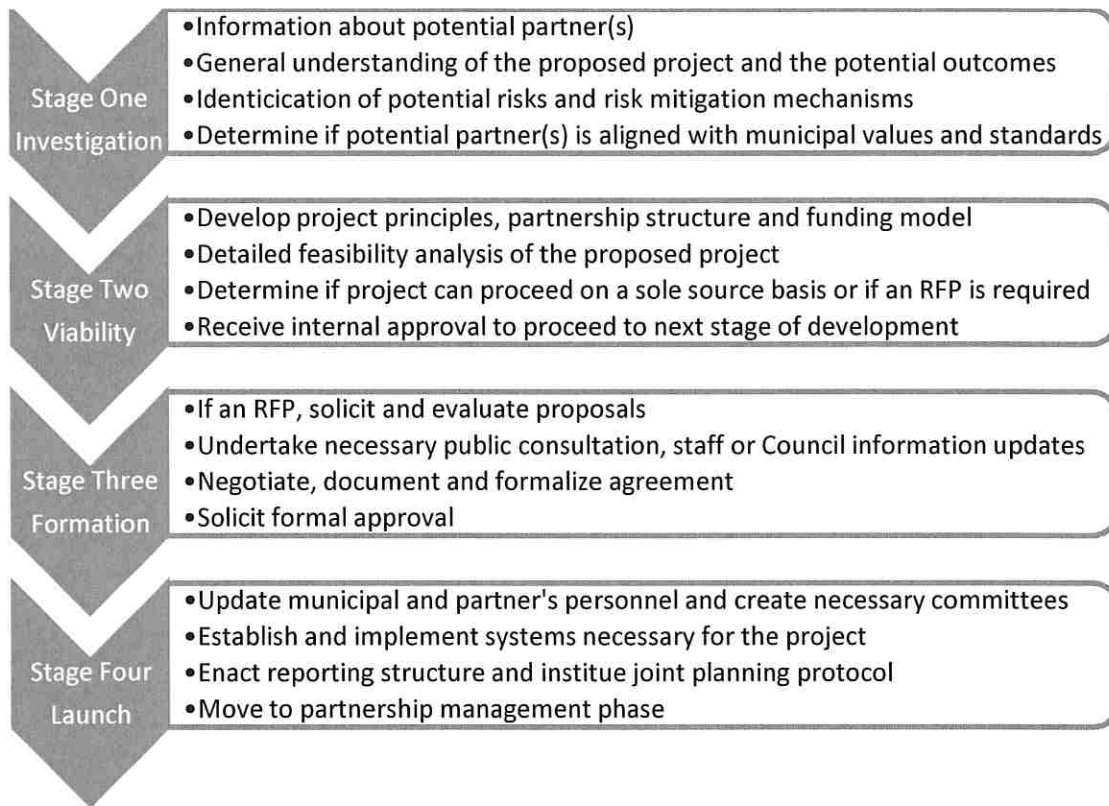 Stage One
Investigation
•Information about potential partner(s)
•General understanding of the proposed project and the potential outcomes
•Identicication of potential risks and risk mitigation mechanisms
•Determine if potential partner(s) is aligned with municipal values and standards
Stage Two
Viability
•Develop project principles, partnership structure and funding model
•Detailed feasibility analysis of the proposed project
•Determine if project can proceed on a sole source basis or if an RFP is required
•Receive internal approval to proceed to next stage of development
Stage Three
Formation
•If an RFP, solicit and evaluate proposals
•Undertake necessary public consultation, staff or Council information updates
•Negotiate, document and formalize agreement
•Solicit formal approval
Stage Four
Launch
•Update municipal and partner's personnel and create necessary committees
•Establish and implement systems necessary for the project
•Enact reporting structure and institue joint planning protocol
•Move to partnership management phase